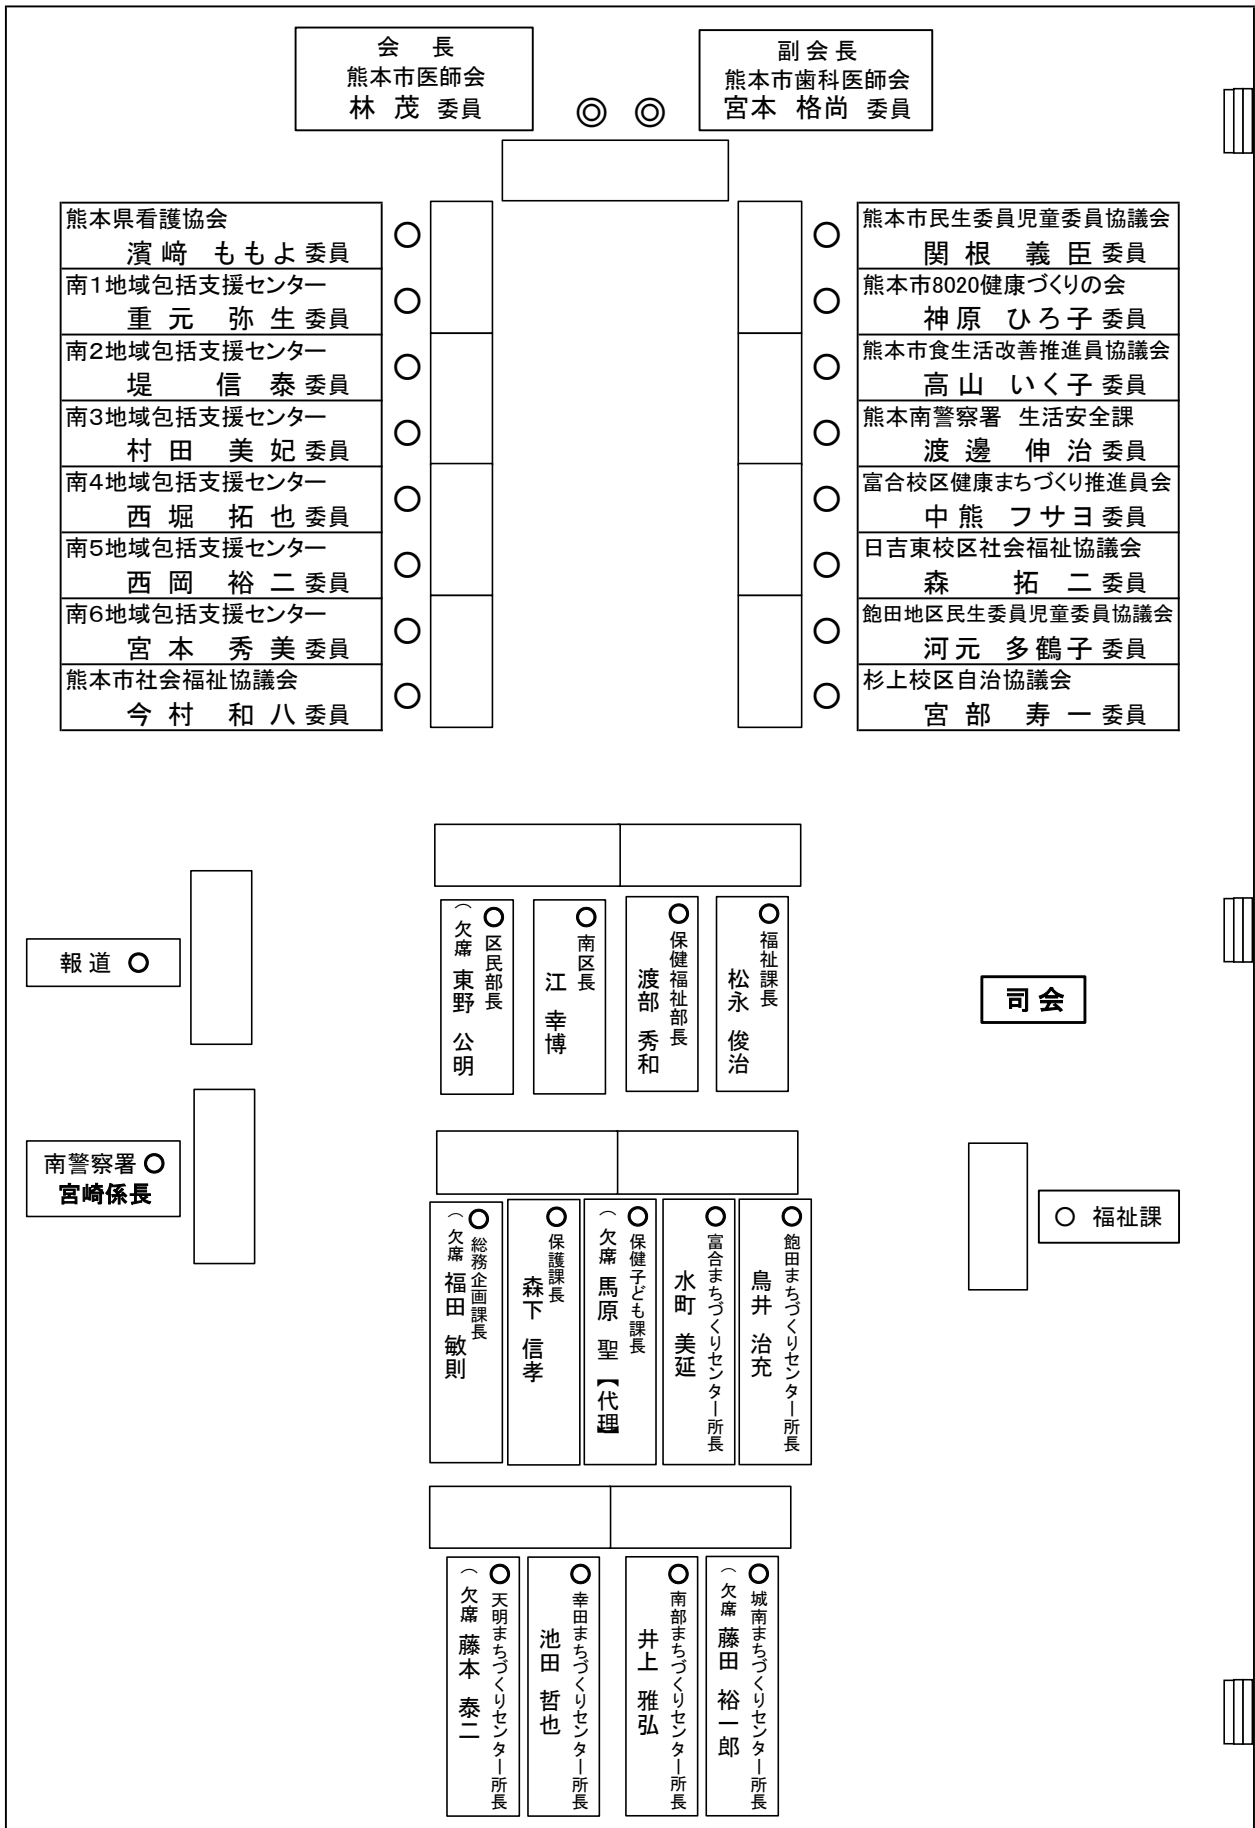 会　長
熊本市医師会
林　茂 委員
副 会 長
熊本市歯科医師会
宮本　格尚 委員
熊本県看護協会
濱﨑　ももよ 委員
南1地域包括支援センター
重元　弥生 委員
南2地域包括支援センター
堤　信泰 委員
南3地域包括支援センター
村田　美妃 委員
南4地域包括支援センター
西堀　拓也 委員
南5地域包括支援センター
西岡　裕二 委員
南6地域包括支援センター
宮本　秀美 委員
熊本市社会福祉協議会
今村　和八 委員
熊本市民生委員児童委員協議会
関根　義臣 委員
熊本市8020健康づくりの会
神原　ひろ子 委員
熊本市食生活改善推進員協議会
高山　いく子 委員
熊本南警察署　生活安全課
渡邊　伸治 委員
富合校区健康まちづくり推進員会
中熊　フサヨ 委員
日吉東校区社会福祉協議会
森　拓二 委員
飽田地区民生委員児童委員協議会
河元　多鶴子 委員
杉上校区自治協議会
宮部　寿一 委員
報道
区民部長
東野　公明
（欠席
南区長
江　幸博
保健福祉部長
渡部　秀和
福祉課長
松永　俊治
司会
南警察署
宮崎係長
総務企画課長
福田　敏則
（欠席
保護課長
森下　信孝
保健子ども課長
馬原　聖【代理】
（欠席
富合まちづくりセンター所長
水町　美延
飽田まちづくりセンター所長
鳥井　治充
福祉課
天明まちづくりセンター所長
藤本　泰二
（欠席
幸田まちづくりセンター所長
池田　哲也
南部まちづくりセンター所長
井上　雅弘
城南まちづくりセンター所長
藤田　裕一郎
（欠席